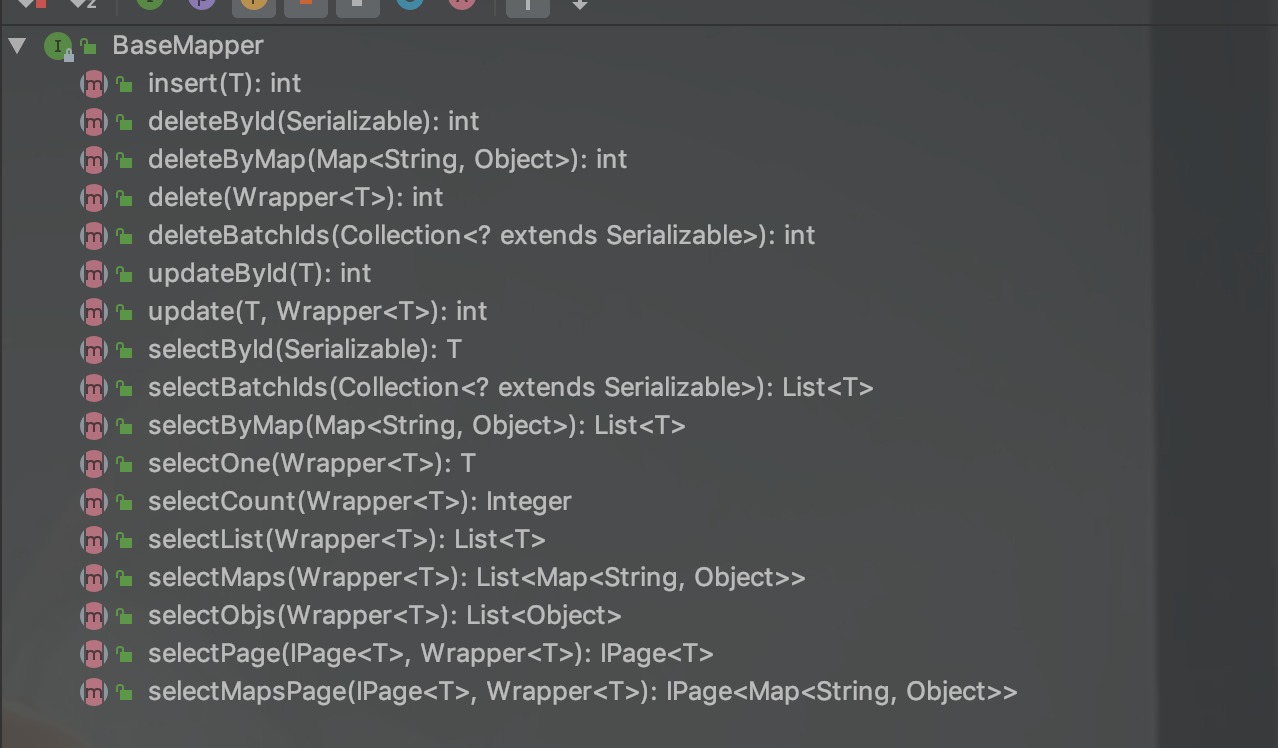 BaseMapper
insert(T): int
deleteById(Serializable): int
deleteByMap(Map<String, Object>): int
delete(Wrapper<T>): int
deleteBatchIds(Collection<? extends Serializable>): int
updateById(T): int
update(T, Wrapper<T>): int
selectById(Serializable): T
selectBatchIds(Collection<? extends Serializable>): List<T>
selectByMap(Map<String, Object>): List<T>
selectOne(Wrapper<T>): T
selectCount(Wrapper<T>): Integer
selectList(Wrapper<T>): List<T>
selectMaps(Wrapper<T>): List<Map<String, Object>>
selectObjs(Wrapper<T>): List<Object>
selectPage(IPage<T>, Wrapper<T>): IPage<T>
selectMapsPage(IPage<T>, Wrapper<T>): IPage<Map<String, Object>>